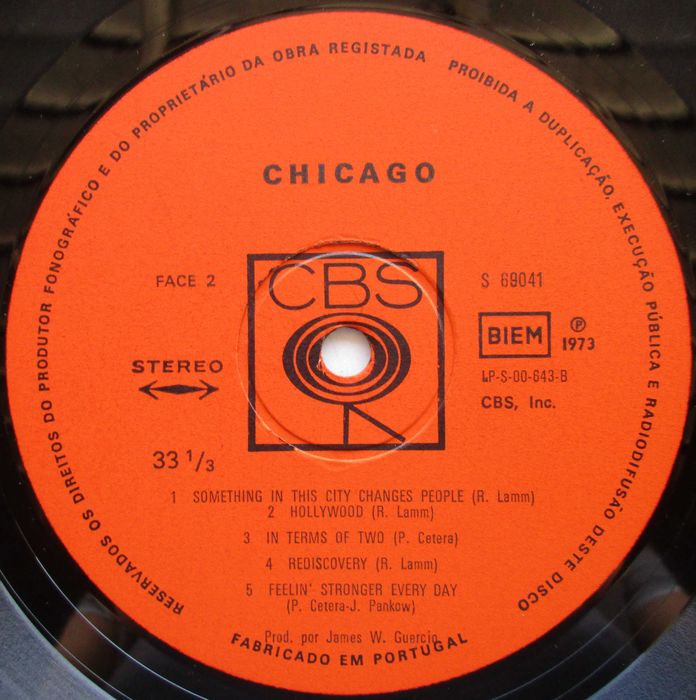 RESERVADOS OS DIREITOS DO PRODUTOR FONOGRÁFICO E DO PROPRIETÁRIO DA OBRA REGISTADA
PROIBIDA A DUPLICAÇÃO, EXECUÇÃO PÚBLICA E RADIODIFUSÃO DESTE DISCO
CHICAGO
FACE 2
CBS
S 69041
STEREO
BIEM
Ⓟ
1973
LP-S-00-643-B
CBS, Inc.
33 1/3
1 SOMETHING IN THIS CITY CHANGES PEOPLE (R. Lamm)
2 HOLLYWOOD (R. Lamm)
3 IN TERMS OF TWO (P. Cetera)
4 REDISCOVERY (R. Lamm)
5 FEELIN' STRONGER EVERY DAY
(P. Cetera-J. Pankow)
Prod. por James W. Guercio
FABRICADO EM PORTUGAL